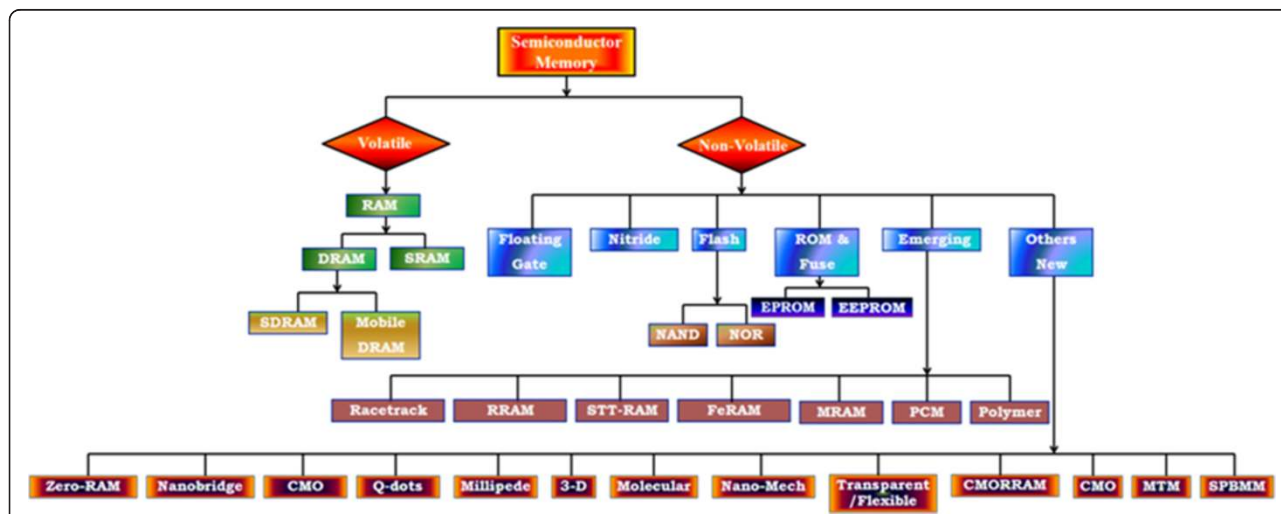 Semiconductor
Memory
Volatile
Non-Volatile
RAM
DRAM
SRAM
SDRAM
Mobile
DRAM
Floating
Gate
Nitride
Flash
ROM &
Fuse
Emerging
Others
New
EPROM
EEPROM
NAND
NOR
Racetrack
RRAM
STT-RAM
FeRAM
MRAM
PCM
Polymer
Zero-RAM
Nanobridge
CMO
Q-dots
Millipede
3-D
Molecular
Nano-Mech
Transparent
/Flexible
CMORRAM
CMO
MTM
SPBMM